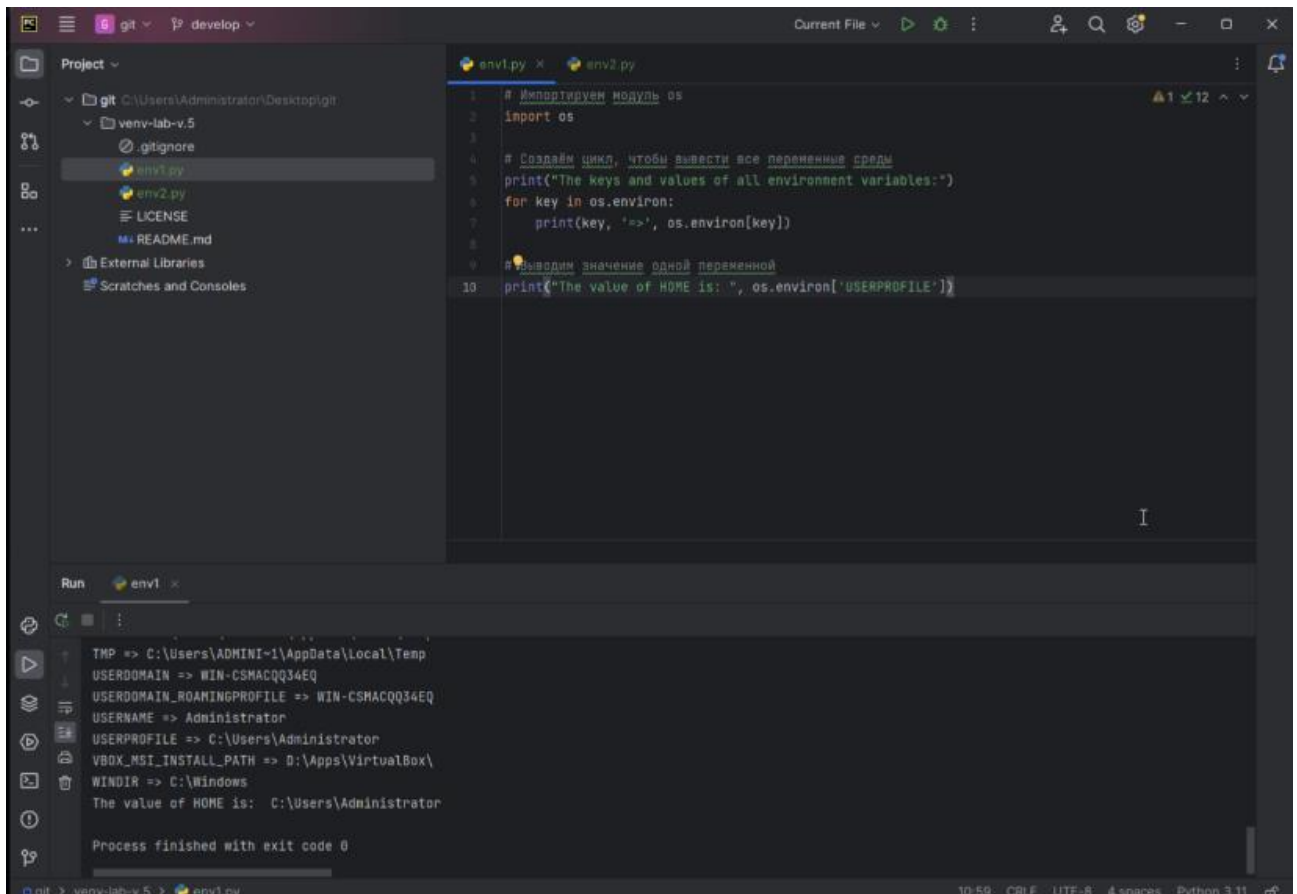 PC
G git develop
Current File
Project
git C:\Users\Administrator\Desktop\git
venv-lab-v.5
.gitignore
env1.py
env2.py
LICENSE
M↓ README.md
External Libraries
Scratches and Consoles
env1.py
env2.py
1 12
1 # Импортируем модуль os
2 import os
3
4 # Создаём цикл, чтобы вывести все переменные среды
5 print("The keys and values of all environment variables:")
6 for key in os.environ:
7 print(key, '=>', os.environ[key])
8
9 # Выводим значение одной переменной
10 print("The value of HOME is: ", os.environ['USERPROFILE'])
Run env1
TMP => C:\Users\ADMINI~1\AppData\Local\Temp
USERDOMAIN => WIN-CSMACQQ34EQ
USERDOMAIN_ROAMINGPROFILE => WIN-CSMACQQ34EQ
USERNAME => Administrator
USERPROFILE => C:\Users\Administrator
VBOX_MSI_INSTALL_PATH => D:\Apps\VirtualBox\
WINDIR => C:\Windows
The value of HOME is:  C:\Users\Administrator
Process finished with exit code 0
git > venv-lab-v.5 > env1.py
10:59 CRLF UTF-8 4 spaces Python 3.11